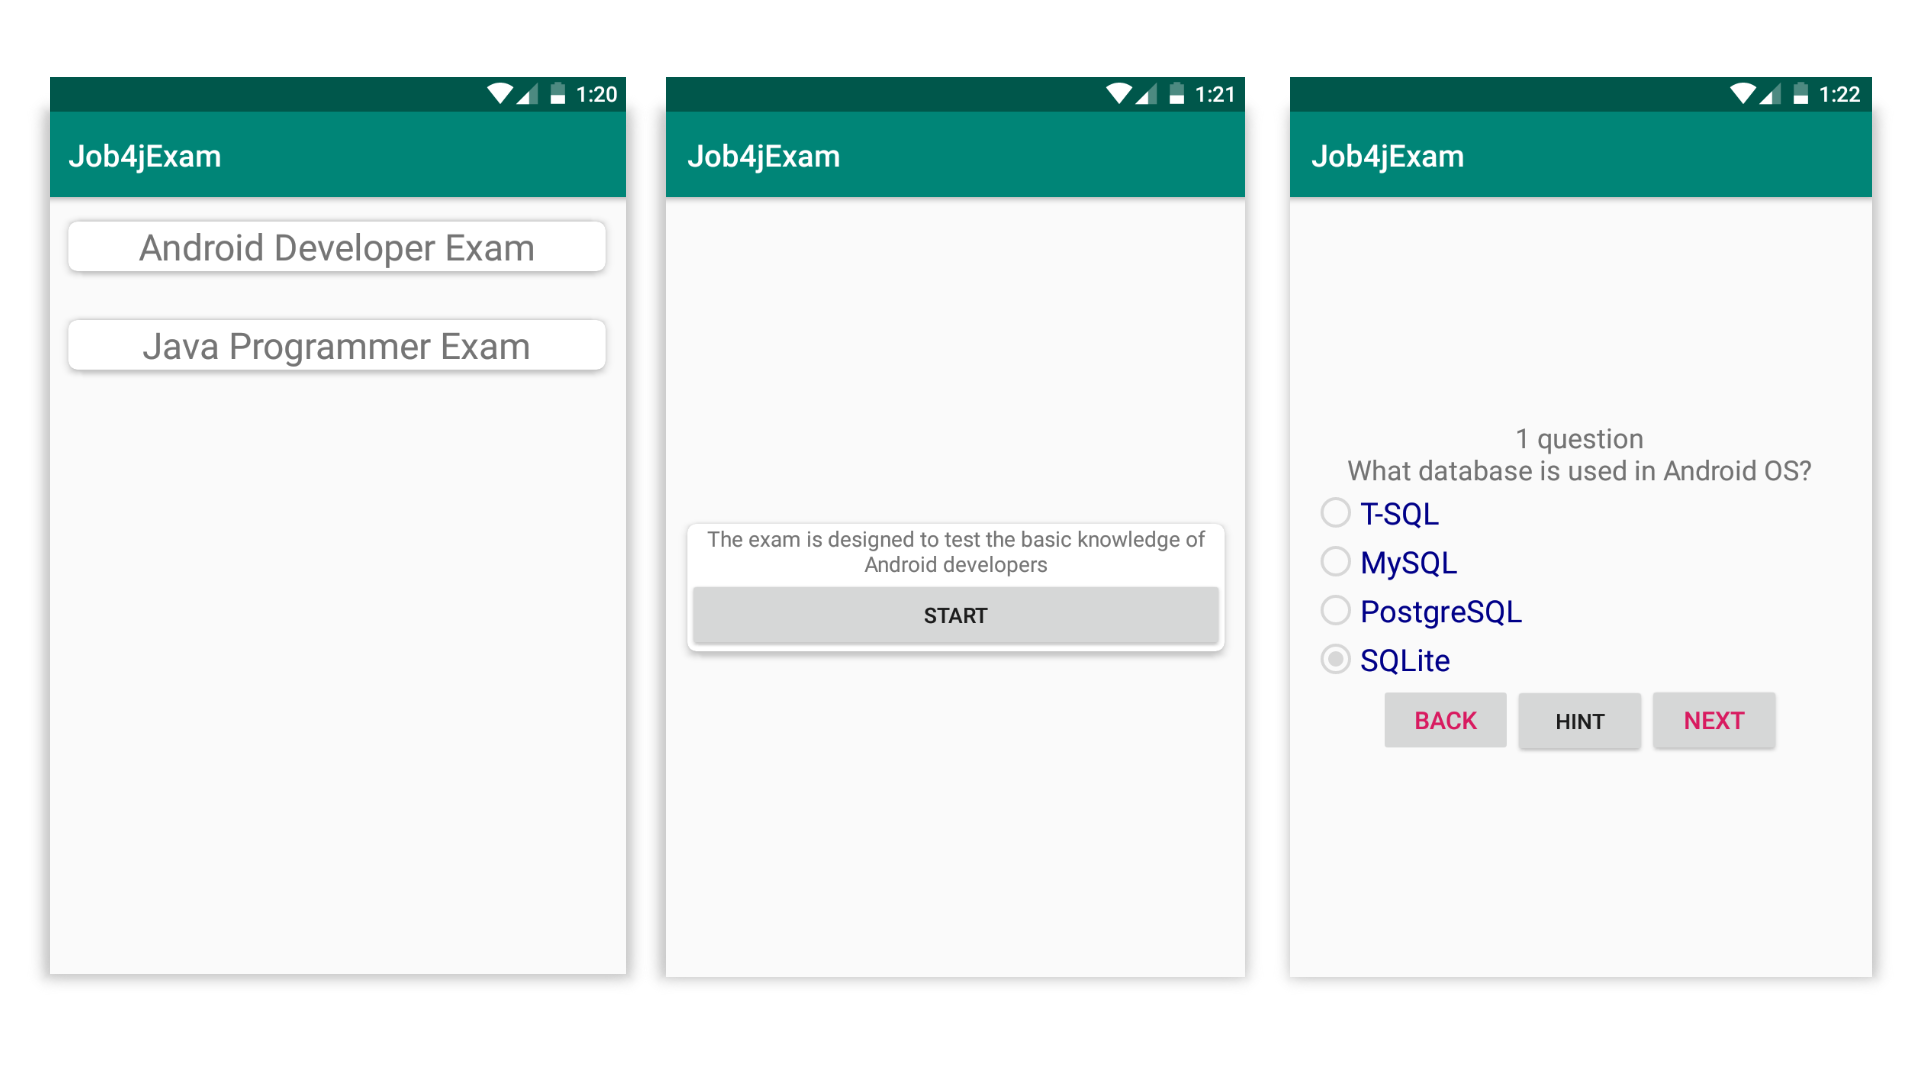 1:20
Job4jExam
Android Developer Exam
Java Programmer Exam
1:21
Job4jExam
The exam is designed to test the basic knowledge of
Android developers
START
1:22
Job4jExam
1 question
What database is used in Android OS?
T-SQL
MySQL
PostgreSQL
SQLite
BACK HINT NEXT